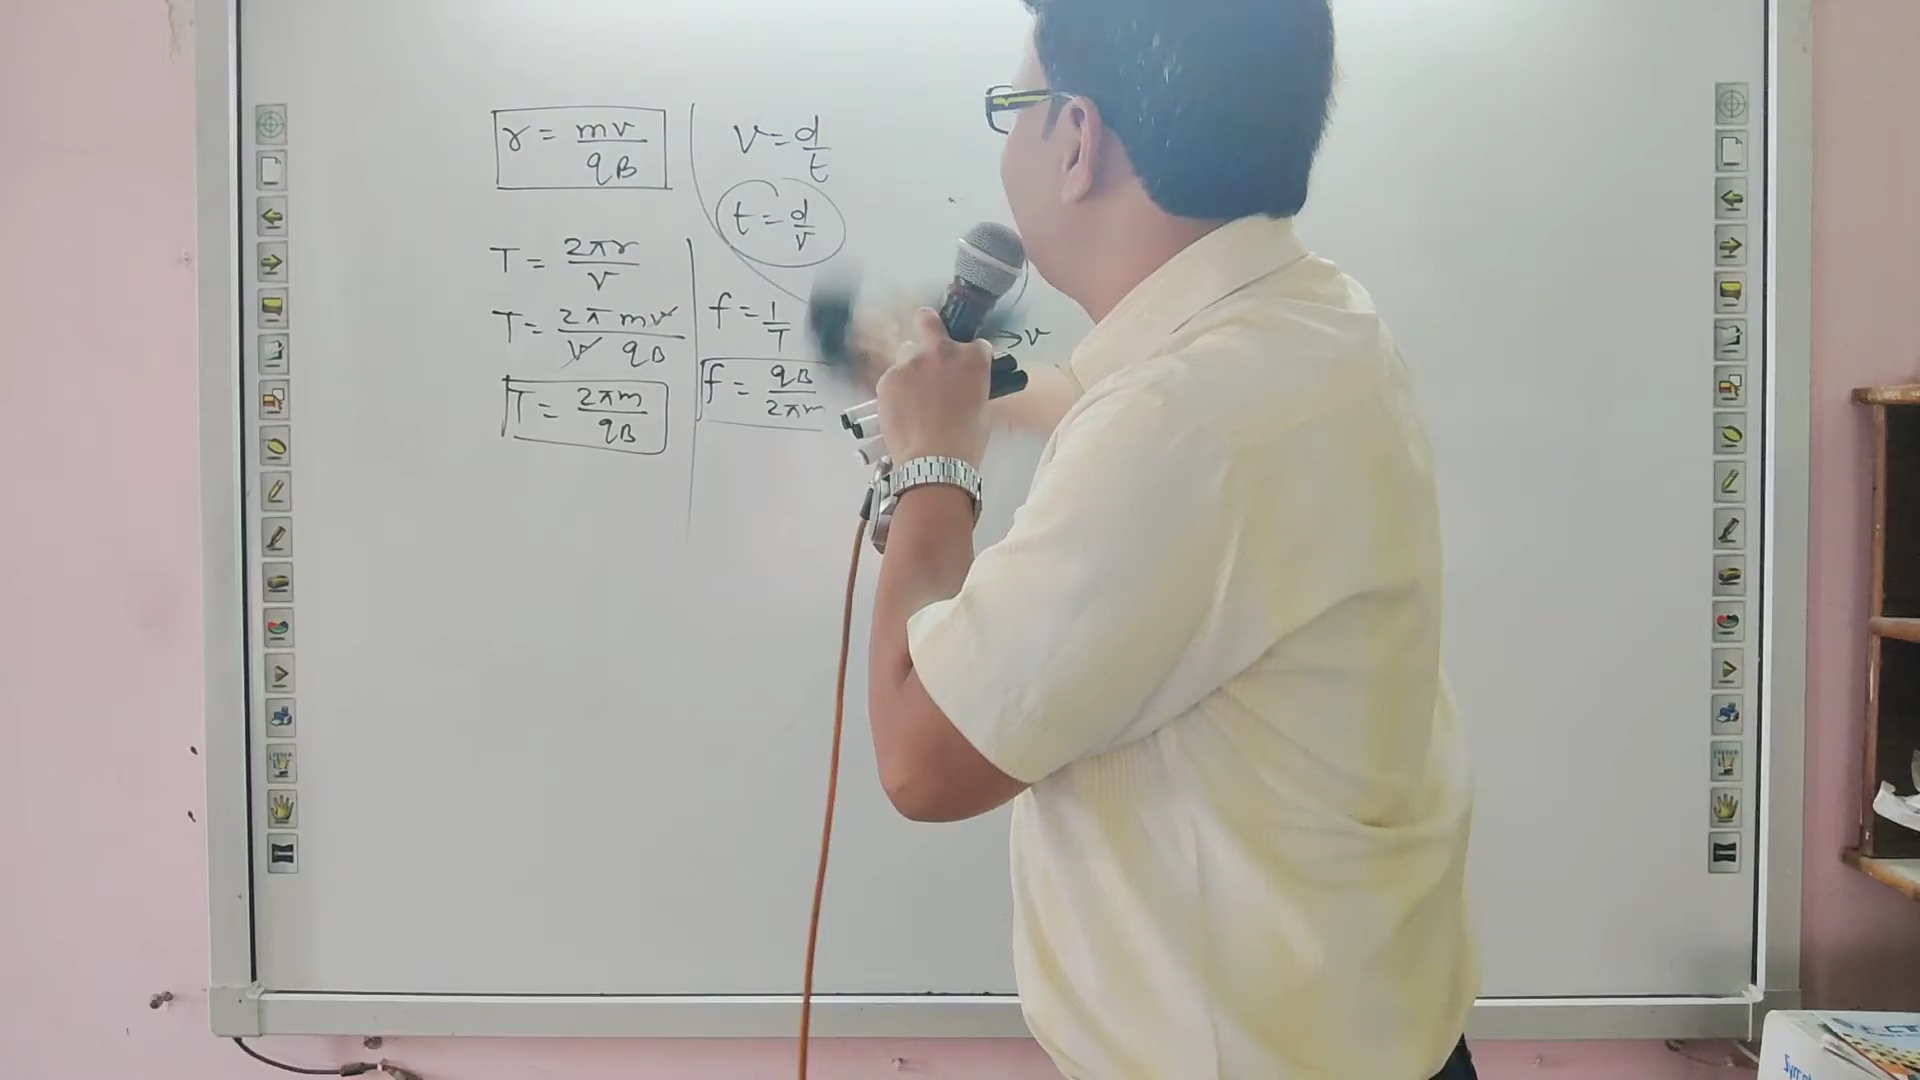 r = mv / qB
T = 2πr / v
T = 2π mv / v qB
T = 2πm / qB
v = d / t
t = d / v
f = 1 / T
f = qB / 2πm
→ v